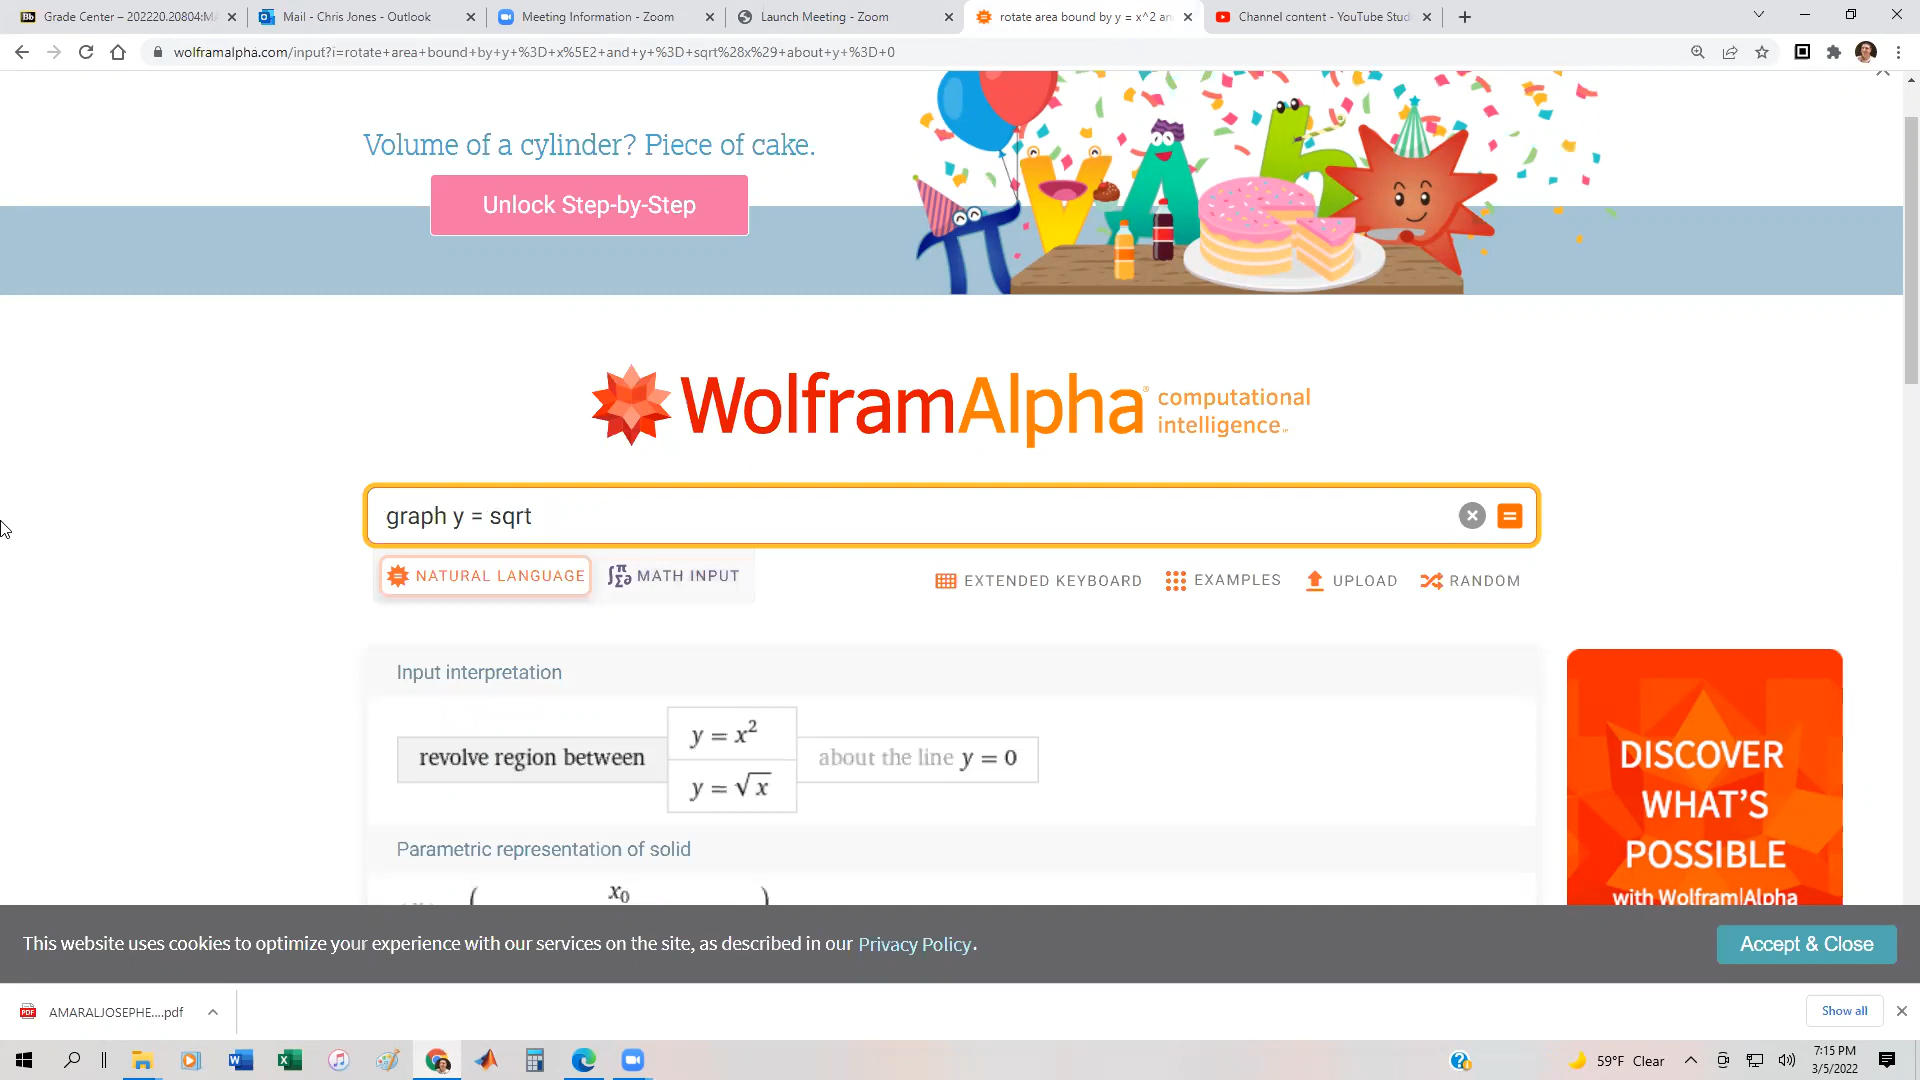 Bb Grade Center – 202220.20804:MA
Mail - Chris Jones - Outlook
Meeting Information - Zoom
Launch Meeting - Zoom
rotate area bound by y = x^2 an
Channel content - YouTube Stud
wolframalpha.com/input?i=rotate+area+bound+by+y+%3D+x%5E2+and+y+%3D+sqrt%28x%29+about+y+%3D+0
Volume of a cylinder? Piece of cake.
Unlock Step-by-Step
WolframAlpha computational
intelligence
graph y = sqrt
NATURAL LANGUAGE
MATH INPUT
EXTENDED KEYBOARD
EXAMPLES
UPLOAD
RANDOM
Input interpretation
revolve region between
y = x²
y = √x
about the line y = 0
Parametric representation of solid
x₀
DISCOVER
WHAT'S
POSSIBLE
with Wolfram|Alpha
This website uses cookies to optimize your experience with our services on the site, as described in our Privacy Policy.
Accept & Close
PDF AMARALJOSEPHE....pdf
Show all
59°F Clear
7:15 PM
3/5/2022